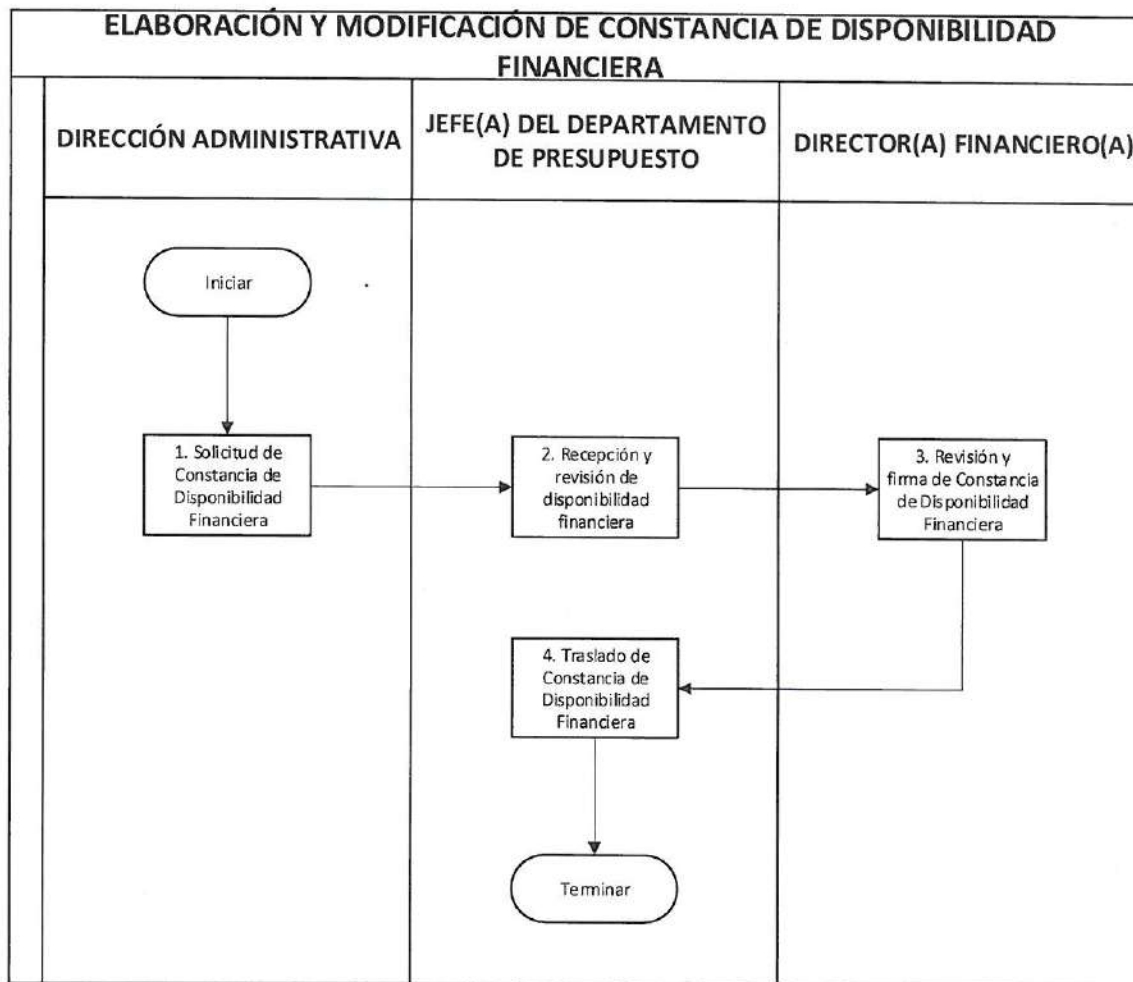 ELABORACIÓN Y MODIFICACIÓN DE CONSTANCIA DE DISPONIBILIDAD
FINANCIERA
DIRECCIÓN ADMINISTRATIVA
JEFE(A) DEL DEPARTAMENTO
DE PRESUPUESTO
DIRECTOR(A) FINANCIERO(A)
Iniciar
1. Solicitud de
Constancia de
Disponibilidad
Financiera
2. Recepción y
revisión de
disponibilidad
financiera
3. Revisión y
firma de Constancia
de Disponibilidad
Financiera
4. Traslado de
Constancia de
Disponibilidad
Financiera
Terminar